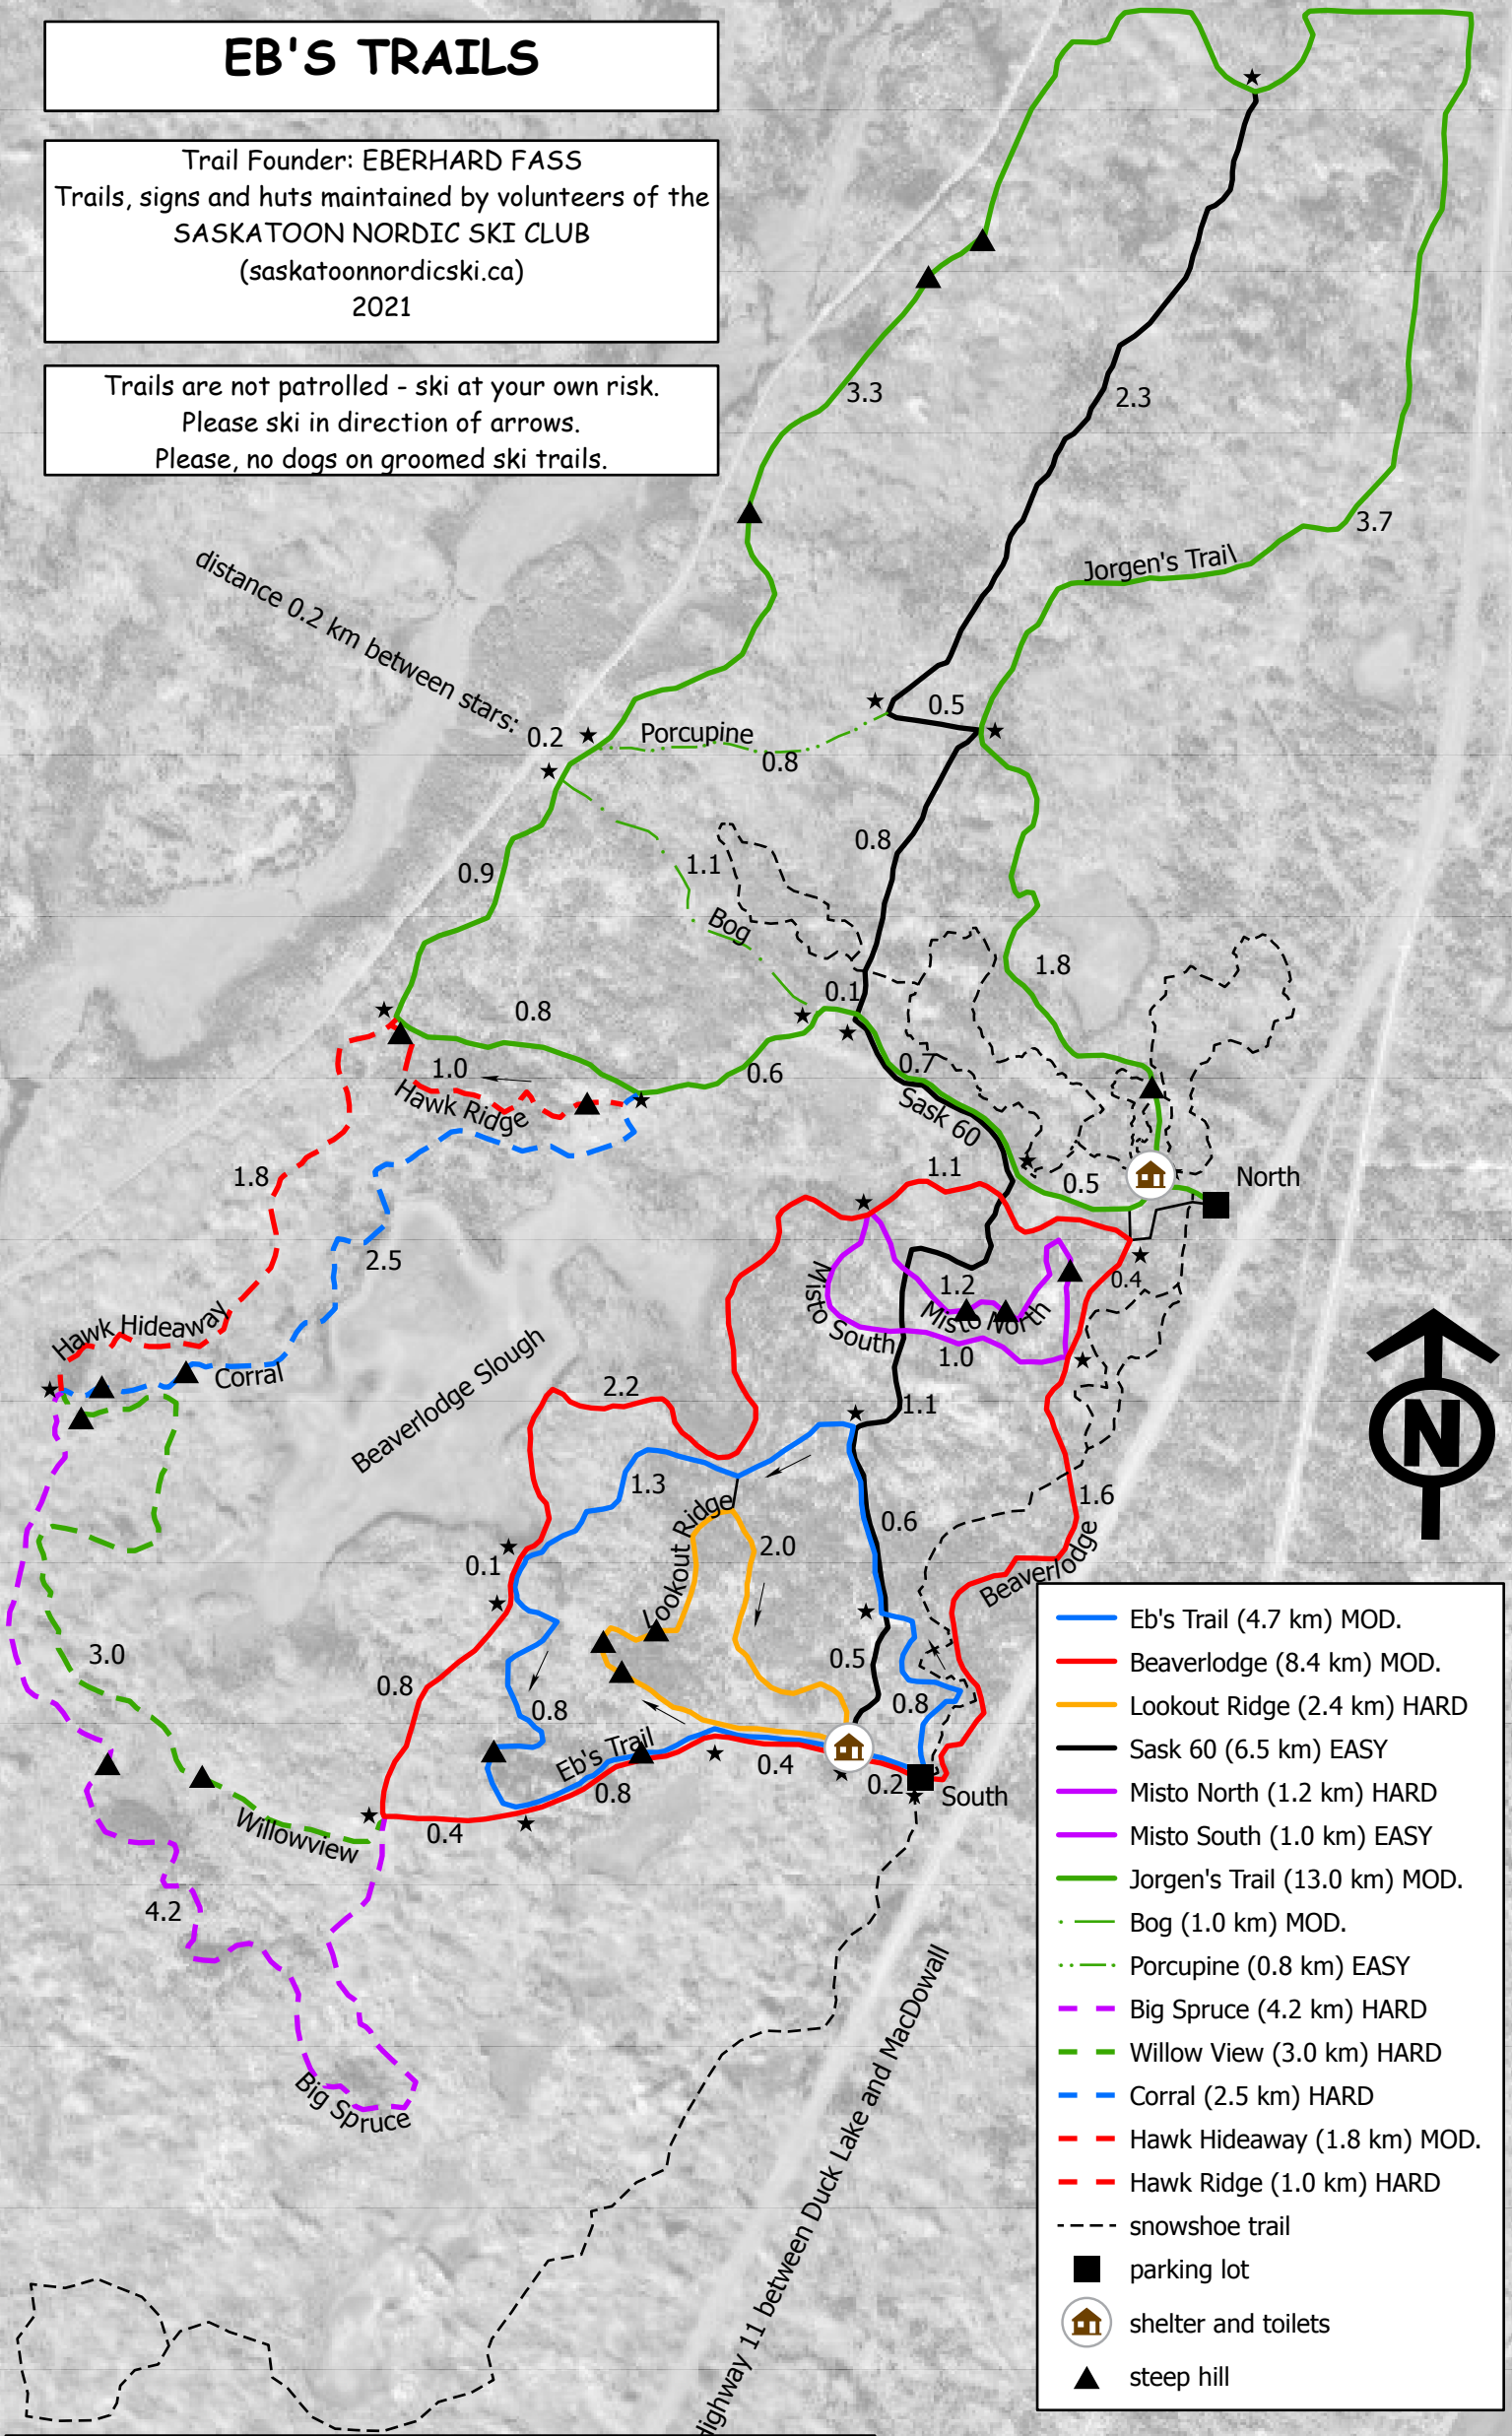 EB'S TRAILS
Trail Founder: EBERHARD FASS
Trails, signs and huts maintained by volunteers of the
SASKATOON NORDIC SKI CLUB
(saskatoonnordicski.ca)
2021
Trails are not patrolled - ski at your own risk.
Please ski in direction of arrows.
Please, no dogs on groomed ski trails.
3.3
2.3
3.7
Jorgen's Trail
distance 0.2 km between stars:
0.2
Porcupine
0.8
0.5
0.8
0.9
1.1
Bog
1.8
0.1
0.8
1.0
Hawk Ridge
0.6
0.7
Sask 60
1.1
0.5
North
1.8
2.5
0.4
Misto South
1.2
Misto North
1.0
Hawk Hideaway
Corral
Beaverlodge Slough
2.2
1.1
1.3
Lookout Ridge
2.0
0.6
1.6
Beaverlodge
0.1
3.0
0.8
0.8
0.5
0.8
Eb's Trail
0.4
0.8
0.2
South
0.4
Willowview
4.2
Big Spruce
Highway 11 between Duck Lake and MacDowall
N
Eb's Trail (4.7 km) MOD.
Beaverlodge (8.4 km) MOD.
Lookout Ridge (2.4 km) HARD
Sask 60 (6.5 km) EASY
Misto North (1.2 km) HARD
Misto South (1.0 km) EASY
Jorgen's Trail (13.0 km) MOD.
Bog (1.0 km) MOD.
Porcupine (0.8 km) EASY
Big Spruce (4.2 km) HARD
Willow View (3.0 km) HARD
Corral (2.5 km) HARD
Hawk Hideaway (1.8 km) MOD.
Hawk Ridge (1.0 km) HARD
snowshoe trail
parking lot
shelter and toilets
steep hill